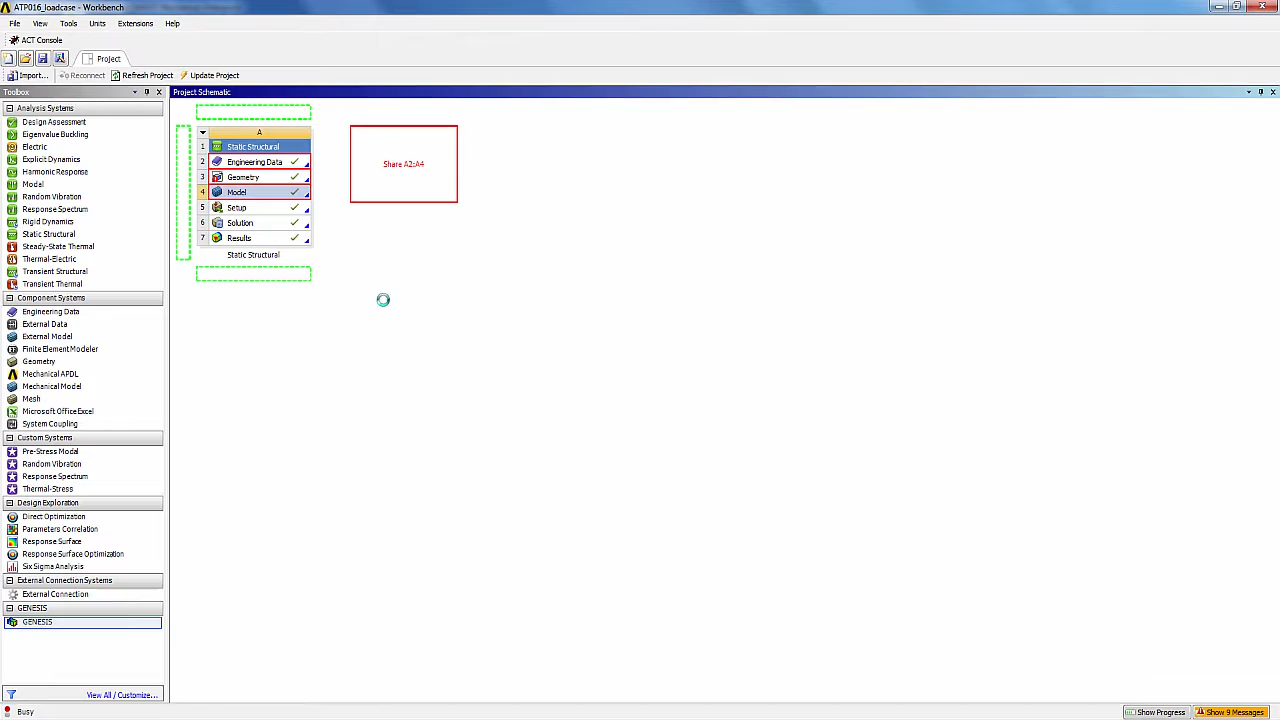 ATP016_loadcase - Workbench
File View Tools Units Extensions Help
ACT Console
Project
Import... Reconnect Refresh Project Update Project
Toolbox
Project Schematic
Analysis Systems
Design Assessment
Eigenvalue Buckling
Electric
Explicit Dynamics
Harmonic Response
Modal
Random Vibration
Response Spectrum
Rigid Dynamics
Static Structural
Steady-State Thermal
Thermal-Electric
Transient Structural
Transient Thermal
Component Systems
Engineering Data
External Data
External Model
Finite Element Modeler
Geometry
Mechanical APDL
Mechanical Model
Mesh
Microsoft Office Excel
System Coupling
Custom Systems
Pre-Stress Modal
Random Vibration
Response Spectrum
Thermal-Stress
Design Exploration
Direct Optimization
Parameters Correlation
Response Surface
Response Surface Optimization
Six Sigma Analysis
External Connection Systems
External Connection
GENESIS
GENESIS
View All / Customize...
A
1 Static Structural
2 Engineering Data
3 Geometry
4 Model
5 Setup
6 Solution
7 Results
Static Structural
Share A2:A4
Busy
Show Progress Show 9 Messages